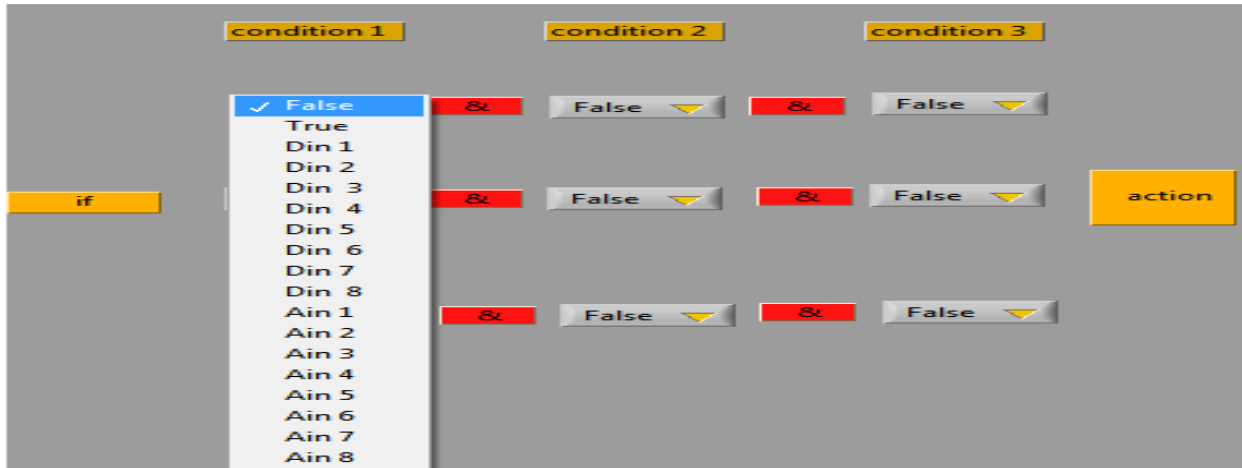 condition 1 condition 2 condition 3
✓ False & False & False
True
Din 1
Din 2
Din 3
if & False & False action
Din 4
Din 5
Din 6
Din 7
Din 8
Ain 1
& False & False
Ain 2
Ain 3
Ain 4
Ain 5
Ain 6
Ain 7
Ain 8